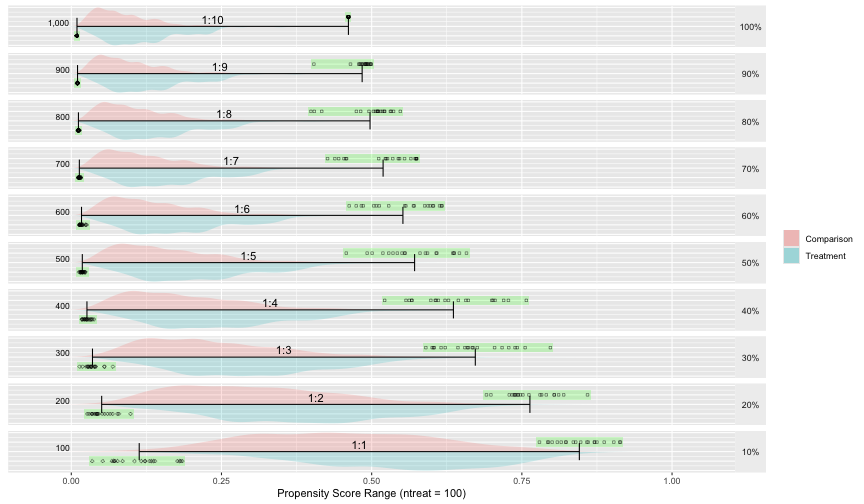 1,000 1:10 100%
900 1:9 90%
800 1:8 80%
700 1:7 70%
600 1:6 60%
Comparison
500 1:5 50%
Treatment
400 1:4 40%
300 1:3 30%
200 1:2 20%
100 1:1 10%
0.00 0.25 0.50 0.75 1.00
Propensity Score Range (ntreat = 100)